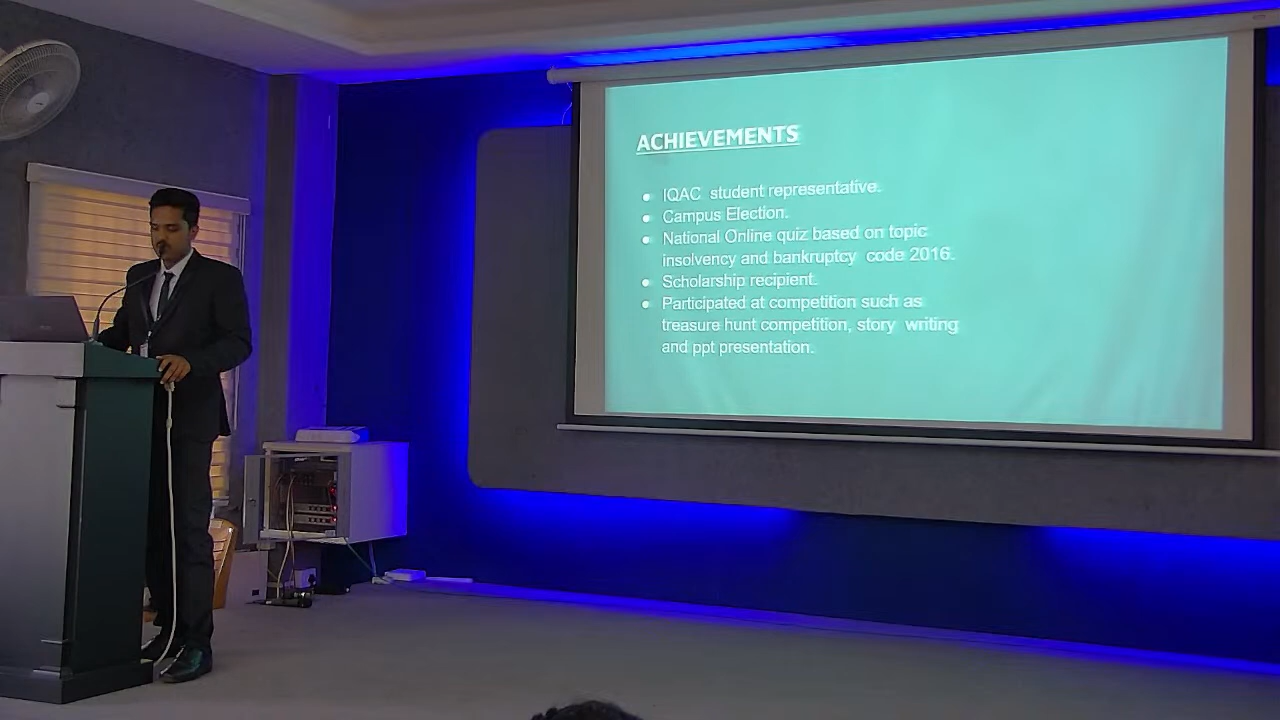 ACHIEVEMENTS
IQAC student representative.
Campus Election.
National Online quiz based on topic
insolvency and bankruptcy code 2016.
Scholarship recipient.
Participated at competition such as
treasure hunt competition, story writing
and ppt presentation.